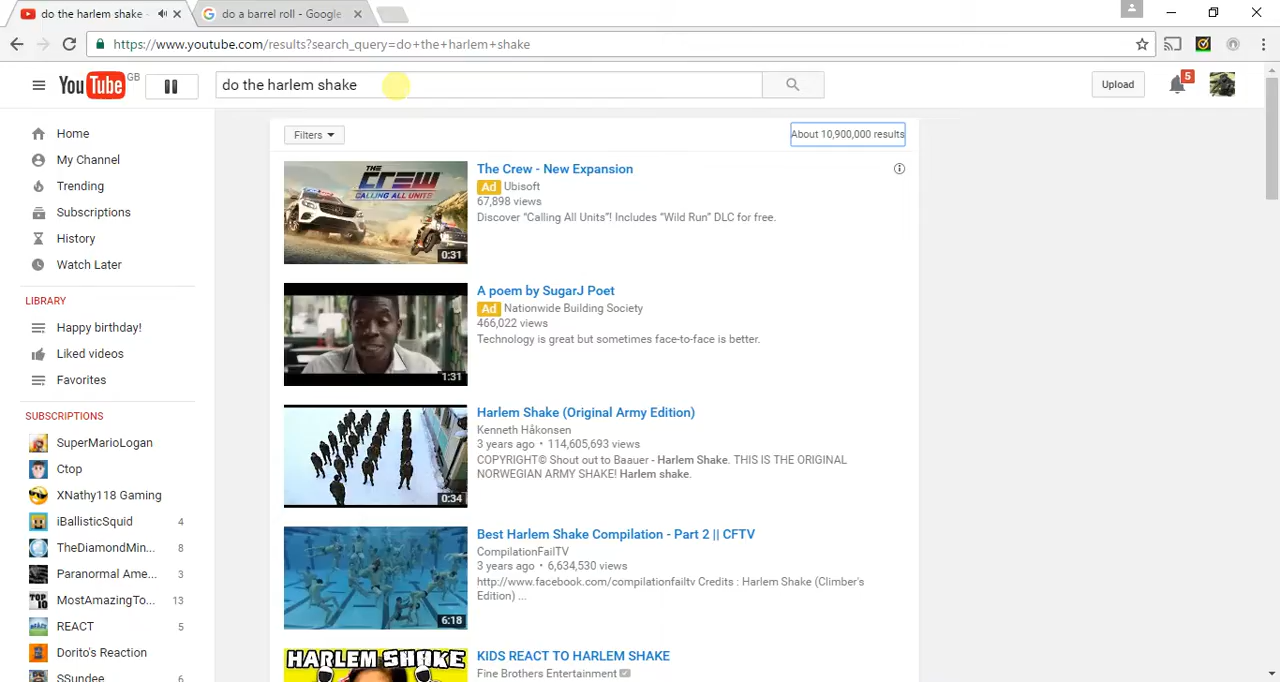 do the harlem shake -
do a barrel roll - Google
https://www.youtube.com/results?search_query=do+the+harlem+shake
YouTube GB
do the harlem shake
Upload
5
Home
My Channel
Trending
Subscriptions
History
Watch Later
LIBRARY
Happy birthday!
Liked videos
Favorites
SUBSCRIPTIONS
SuperMarioLogan
Ctop
XNathy118 Gaming
iBallisticSquid 4
TheDiamondMin... 8
Paranormal Ame... 3
MostAmazingTo... 13
REACT 5
Dorito's Reaction
SSundee 6
Filters
About 10,900,000 results
THE CREW
CALLING ALL UNITS
0:31
The Crew - New Expansion
Ad Ubisoft
67,898 views
Discover "Calling All Units"! Includes "Wild Run" DLC for free.
1:31
A poem by SugarJ Poet
Ad Nationwide Building Society
466,022 views
Technology is great but sometimes face-to-face is better.
0:34
Harlem Shake (Original Army Edition)
Kenneth Håkonsen
3 years ago • 114,605,693 views
COPYRIGHT© Shout out to Baauer - Harlem Shake. THIS IS THE ORIGINAL
NORWEGIAN ARMY SHAKE! Harlem shake.
6:18
Best Harlem Shake Compilation - Part 2 || CFTV
CompilationFailTV
3 years ago • 6,634,530 views
http://www.facebook.com/compilationfailtv Credits : Harlem Shake (Climber's
Edition) ...
HARLEM SHAKE
KIDS REACT TO HARLEM SHAKE
Fine Brothers Entertainment
TOP
10